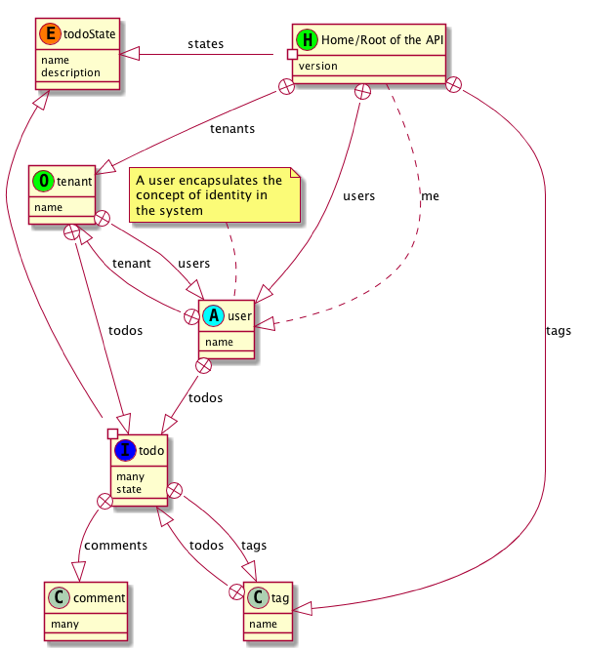 E todoState
name
description
states
H Home/Root of the API
version
tenants
O tenant
name
A user encapsulates the
concept of identity in
the system
users
me
tenant
users
A user
name
tags
todos
todos
I todo
many
state
comments
todos
tags
C comment
many
C tag
name